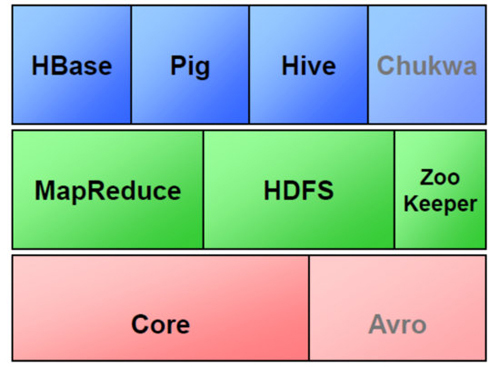 HBase
Pig
Hive
Chukwa
MapReduce
HDFS
Zoo
Keeper
Core
Avro